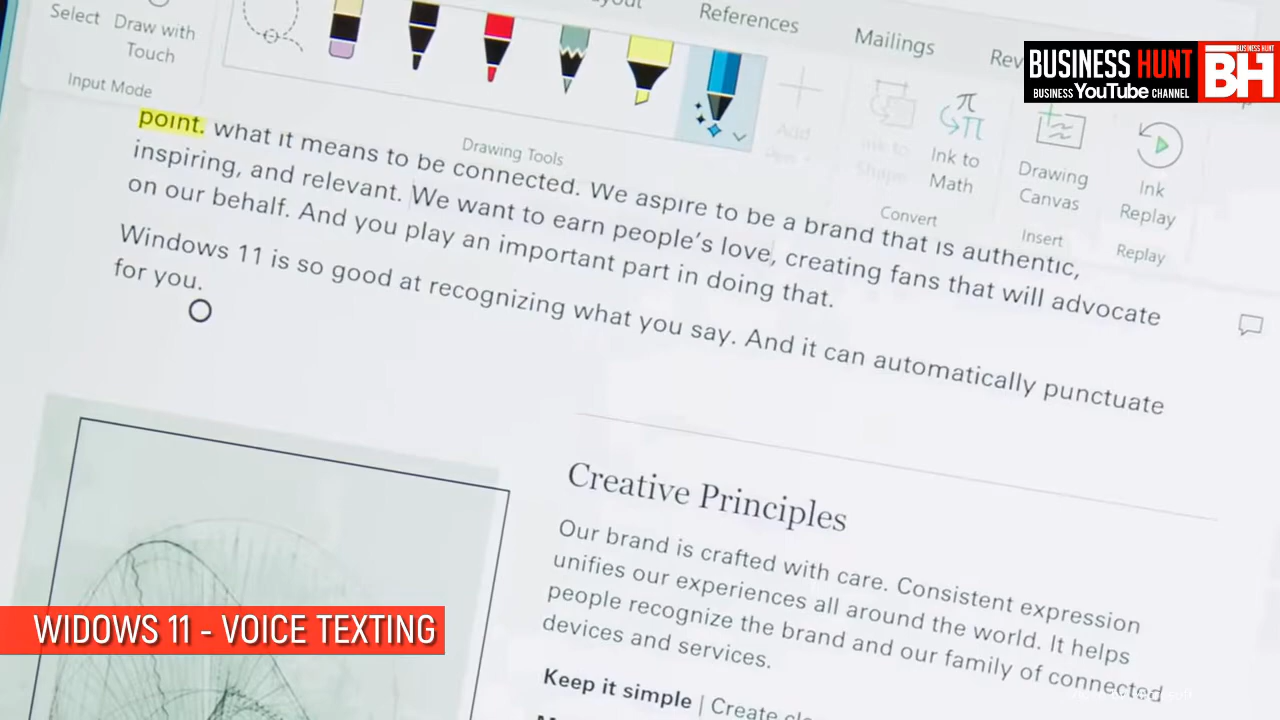 References
Mailings
Select
Draw with
Touch
Input Mode
Drawing Tools
Ink to
Math
Convert
Drawing
Canvas
Insert
Ink
Replay
Replay
BUSINESS HUNT
BUSINESS YouTube CHANNEL
BUSINESS HUNT
BH
point. what it means to be connected. We aspire to be a brand that is authentic,
inspiring, and relevant. We want to earn people's love, creating fans that will advocate
on our behalf. And you play an important part in doing that.
Windows 11 is so good at recognizing what you say. And it can automatically punctuate
for you.
Creative Principles
Our brand is crafted with care. Consistent expression
unifies our experiences all around the world. It helps
people recognize the brand and our family of connected
devices and services.
Keep it simple | Create
WIDOWS 11 - VOICE TEXTING